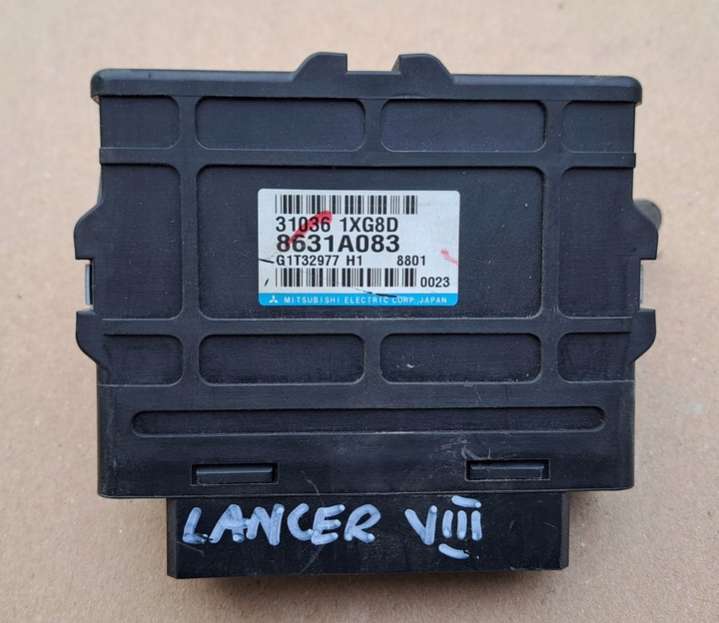 31036 1XG8D
8631A083
G1T32977 H1 8801
0023
MITSUBISHI ELECTRIC CORP.,JAPAN
LANCER VIII